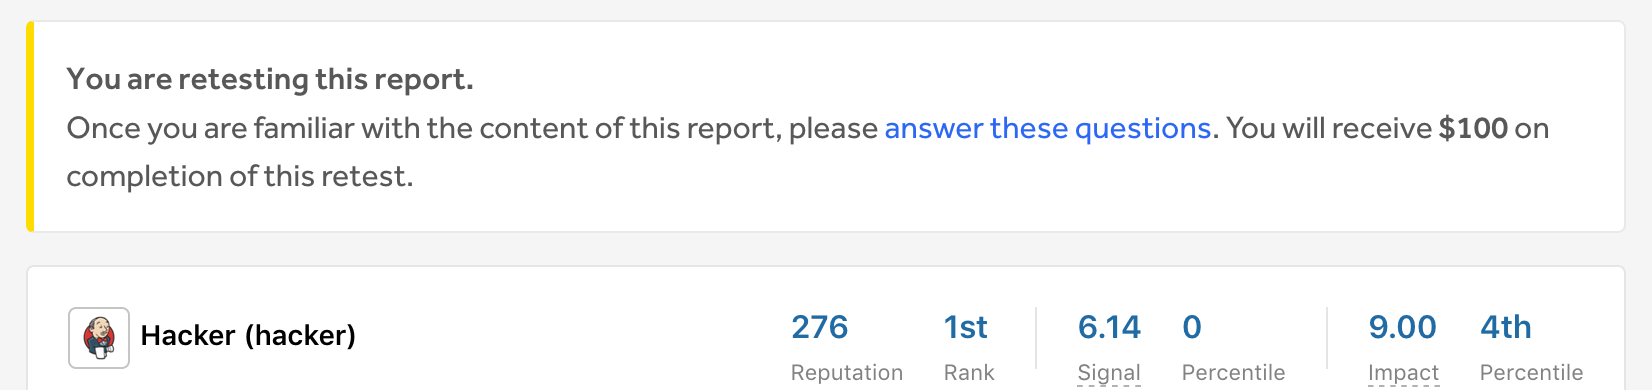 You are retesting this report.
Once you are familiar with the content of this report, please answer these questions. You will receive $100 on
completion of this retest.
Hacker (hacker)
276 1st 6.14 0 9.00 4th
Reputation Rank Signal Percentile Impact Percentile